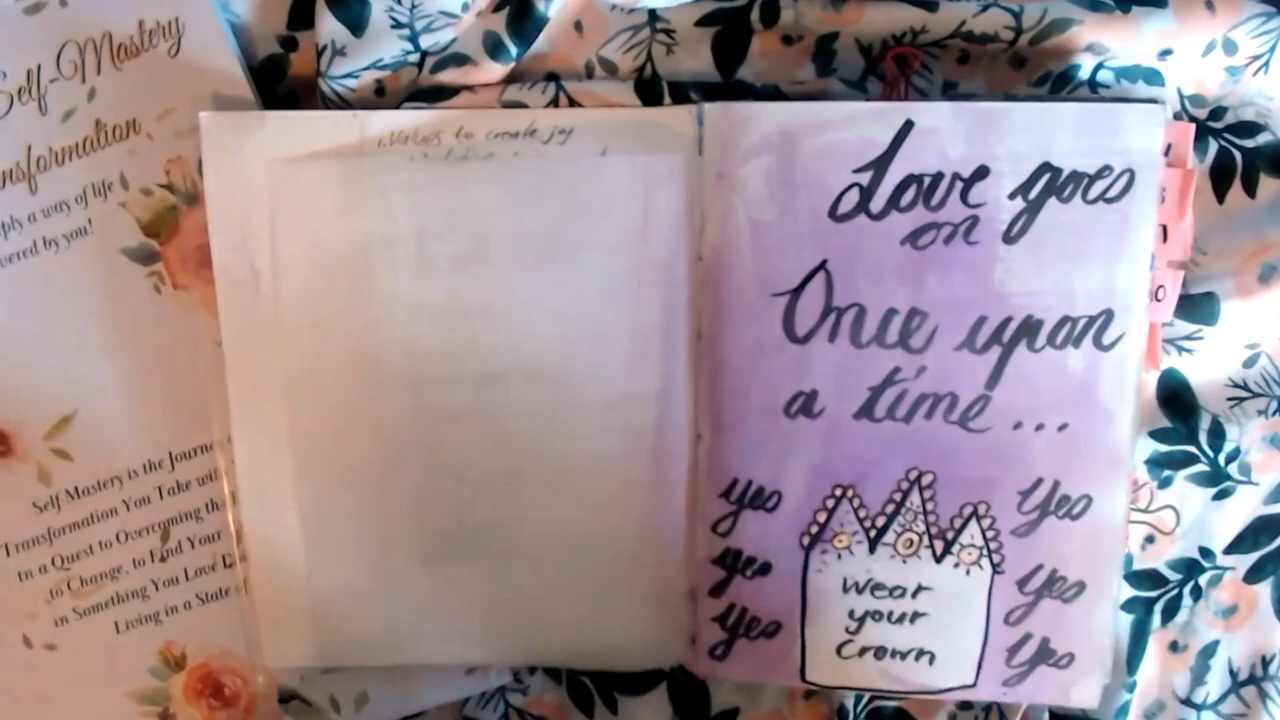 Self-Mastery
ply a way of life
vered by you!
Self-Mastery is the Journe
Transformation You Take wit
in a Quest to Overcoming th
to Change, to Find Your
in Something You Love
Living in a State
1. Values to create joy
Love goes
on
Once upon
a time...
yes
yes
yes
Wear
your
Crown
Yes
yes
Yes